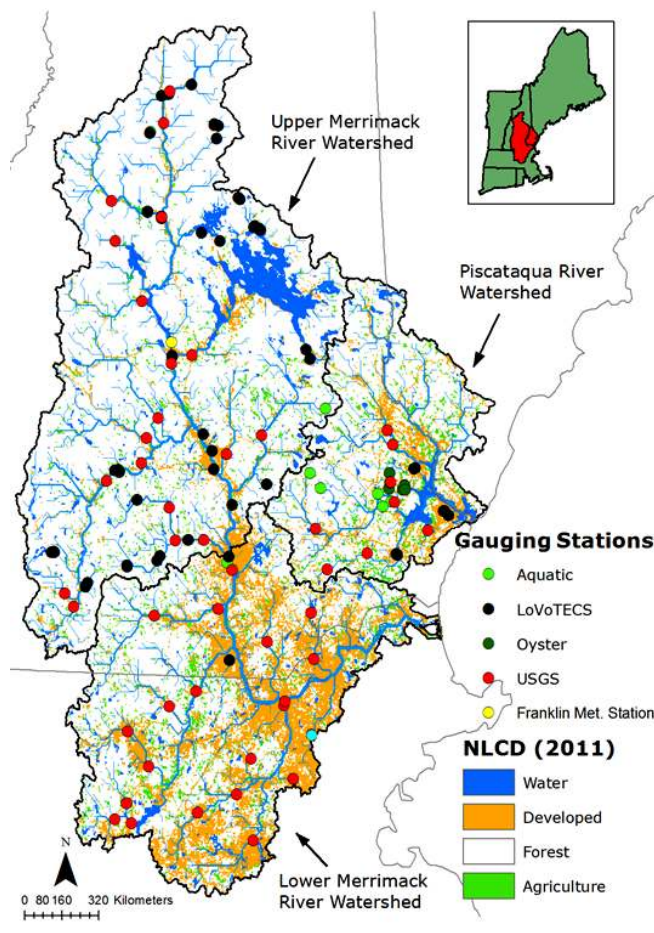 Upper Merrimack
River Watershed
Piscataqua River
Watershed
Gauging Stations
Aquatic
LoVoTECS
Oyster
USGS
Franklin Met. Station
NLCD (2011)
Water
Developed
Forest
Agriculture
Lower Merrimack
River Watershed
N
0 80 160 320 Kilometers